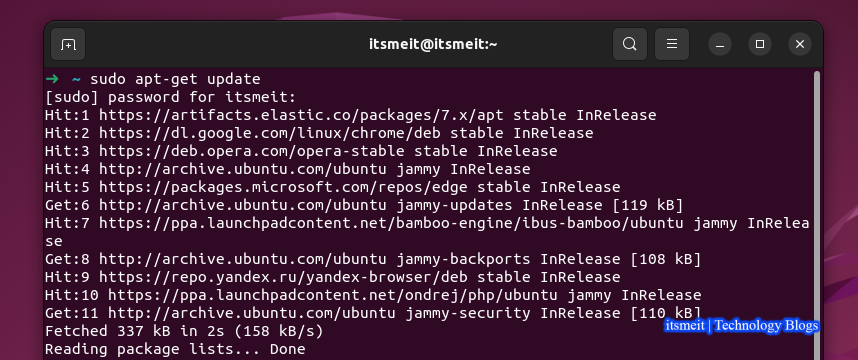 itsmeit@itsmeit:~
➜ ~ sudo apt-get update
[sudo] password for itsmeit:
Hit:1 https://artifacts.elastic.co/packages/7.x/apt stable InRelease
Hit:2 https://dl.google.com/linux/chrome/deb stable InRelease
Hit:3 https://deb.opera.com/opera-stable stable InRelease
Hit:4 http://archive.ubuntu.com/ubuntu jammy InRelease
Hit:5 https://packages.microsoft.com/repos/edge stable InRelease
Get:6 http://archive.ubuntu.com/ubuntu jammy-updates InRelease [119 kB]
Hit:7 https://ppa.launchpadcontent.net/bamboo-engine/ibus-bamboo/ubuntu jammy InRelea
se
Get:8 http://archive.ubuntu.com/ubuntu jammy-backports InRelease [108 kB]
Hit:9 https://repo.yandex.ru/yandex-browser/deb stable InRelease
Hit:10 https://ppa.launchpadcontent.net/ondrej/php/ubuntu jammy InRelease
Get:11 http://archive.ubuntu.com/ubuntu jammy-security InRelease [110 kB]
itsmeit | Technology Blogs
Fetched 337 kB in 2s (158 kB/s)
Reading package lists... Done